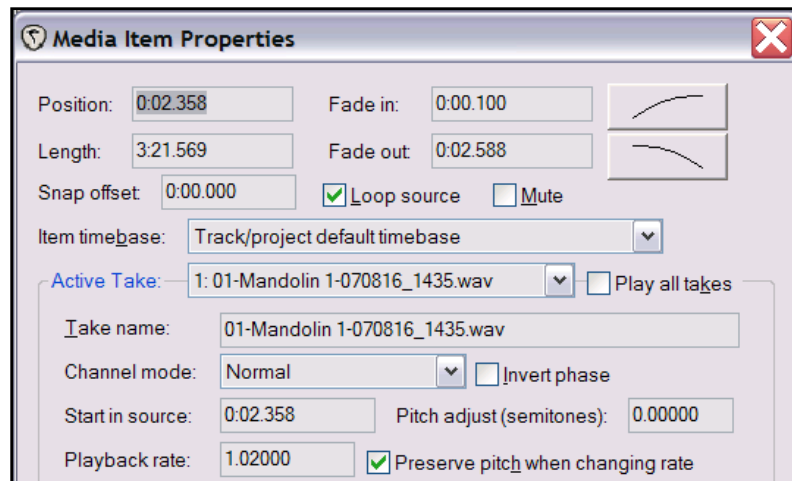 Media Item Properties
Position: 0:02.358 Fade in: 0:00.100
Length: 3:21.569 Fade out: 0:02.588
Snap offset: 0:00.000 Loop source Mute
Item timebase: Track/project default timebase
Active Take: 1: 01-Mandolin 1-070816_1435.wav Play all takes
Take name: 01-Mandolin 1-070816_1435.wav
Channel mode: Normal Invert phase
Start in source: 0:02.358 Pitch adjust (semitones): 0.00000
Playback rate: 1.02000 Preserve pitch when changing rate